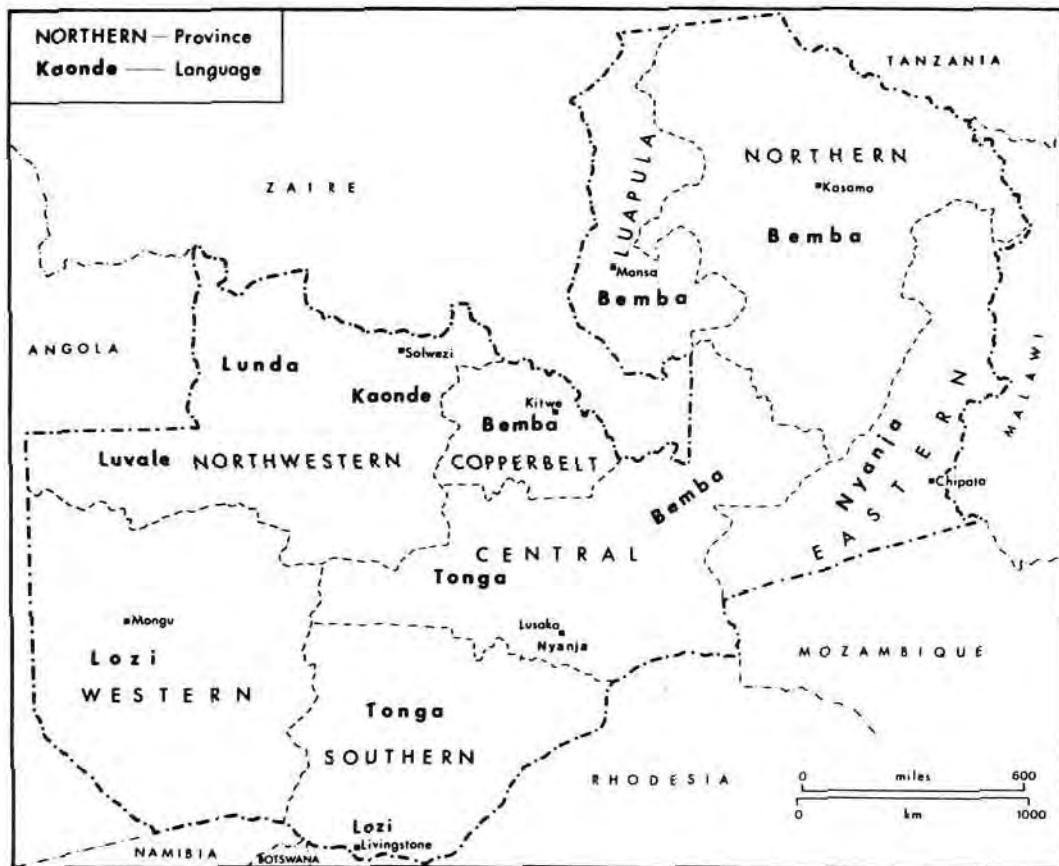 NORTHERN — Province
Kaonde — Language
TANZANIA
ZAIRE
LUAPULA
NORTHERN
Kasama
Bemba
Mansa
Bemba
ANGOLA
Lunda
Solwezi
Kaonde
Kitwe
Bemba
COPPERBELT
Luvale
NORTHWESTERN
Bemba
Nyanja
EASTERN
Chipata
MALAWI
CENTRAL
Tonga
Lusaka
Nyanja
Mongu
Lozi
WESTERN
MOZAMBIQUE
Tonga
SOUTHERN
RHODESIA
0 miles 600
0 km 1000
Lozi
Livingstone
NAMIBIA
BOTSWANA